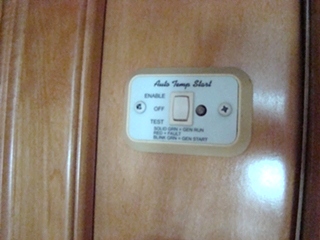 Auto Temp Start
ENABLE
OFF
TEST
SOLID GRN = GEN RUN
RED = FAULT
BLINK GRN = GEN START